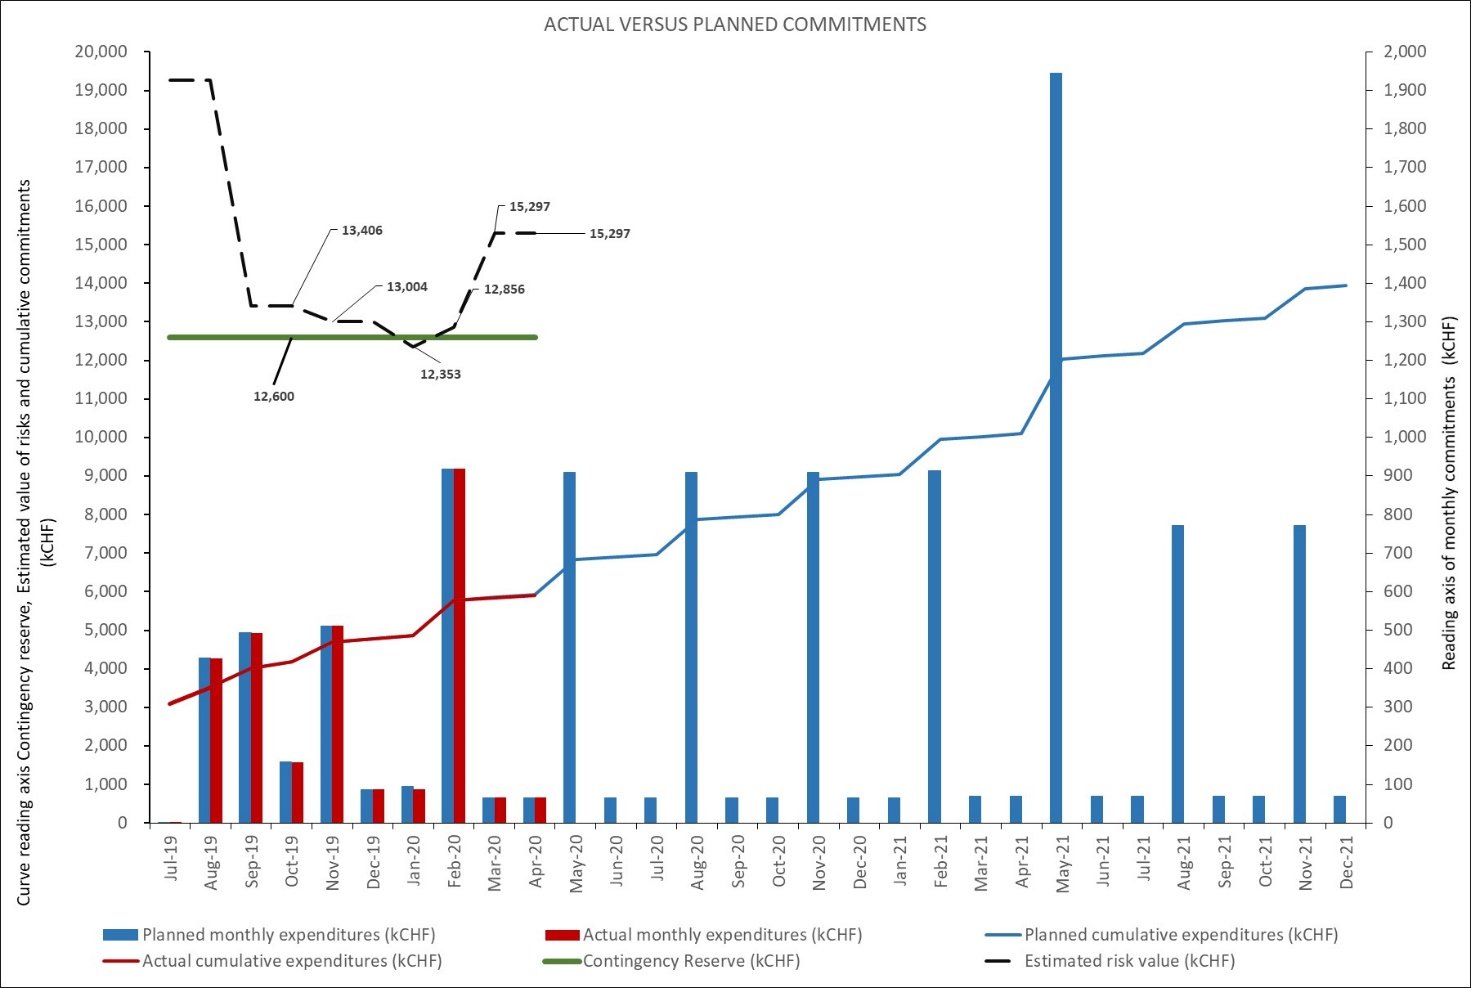 ACTUAL VERSUS PLANNED COMMITMENTS
Curve reading axis Contingency reserve, Estimated value of risks and cumulative commitments
(kCHF)
20,000
19,000
18,000
17,000
16,000
15,000
14,000
13,000
12,000
11,000
10,000
9,000
8,000
7,000
6,000
5,000
4,000
3,000
2,000
1,000
0
13,406
13,004
12,600
12,353
12,856
15,297
15,297
2,000
1,900
1,800
1,700
1,600
1,500
1,400
1,300
1,200
1,100
1,000
900
800
700
600
500
400
300
200
100
0
Reading axis of monthly commitments (kCHF)
Jul-19
Aug-19
Sep-19
Oct-19
Nov-19
Dec-19
Jan-20
Feb-20
Mar-20
Apr-20
May-20
Jun-20
Jul-20
Aug-20
Sep-20
Oct-20
Nov-20
Dec-20
Jan-21
Feb-21
Mar-21
Apr-21
May-21
Jun-21
Jul-21
Aug-21
Sep-21
Oct-21
Nov-21
Dec-21
Planned monthly expenditures (kCHF)
Actual monthly expenditures (kCHF)
Planned cumulative expenditures (kCHF)
Actual cumulative expenditures (kCHF)
Contingency Reserve (kCHF)
Estimated risk value (kCHF)